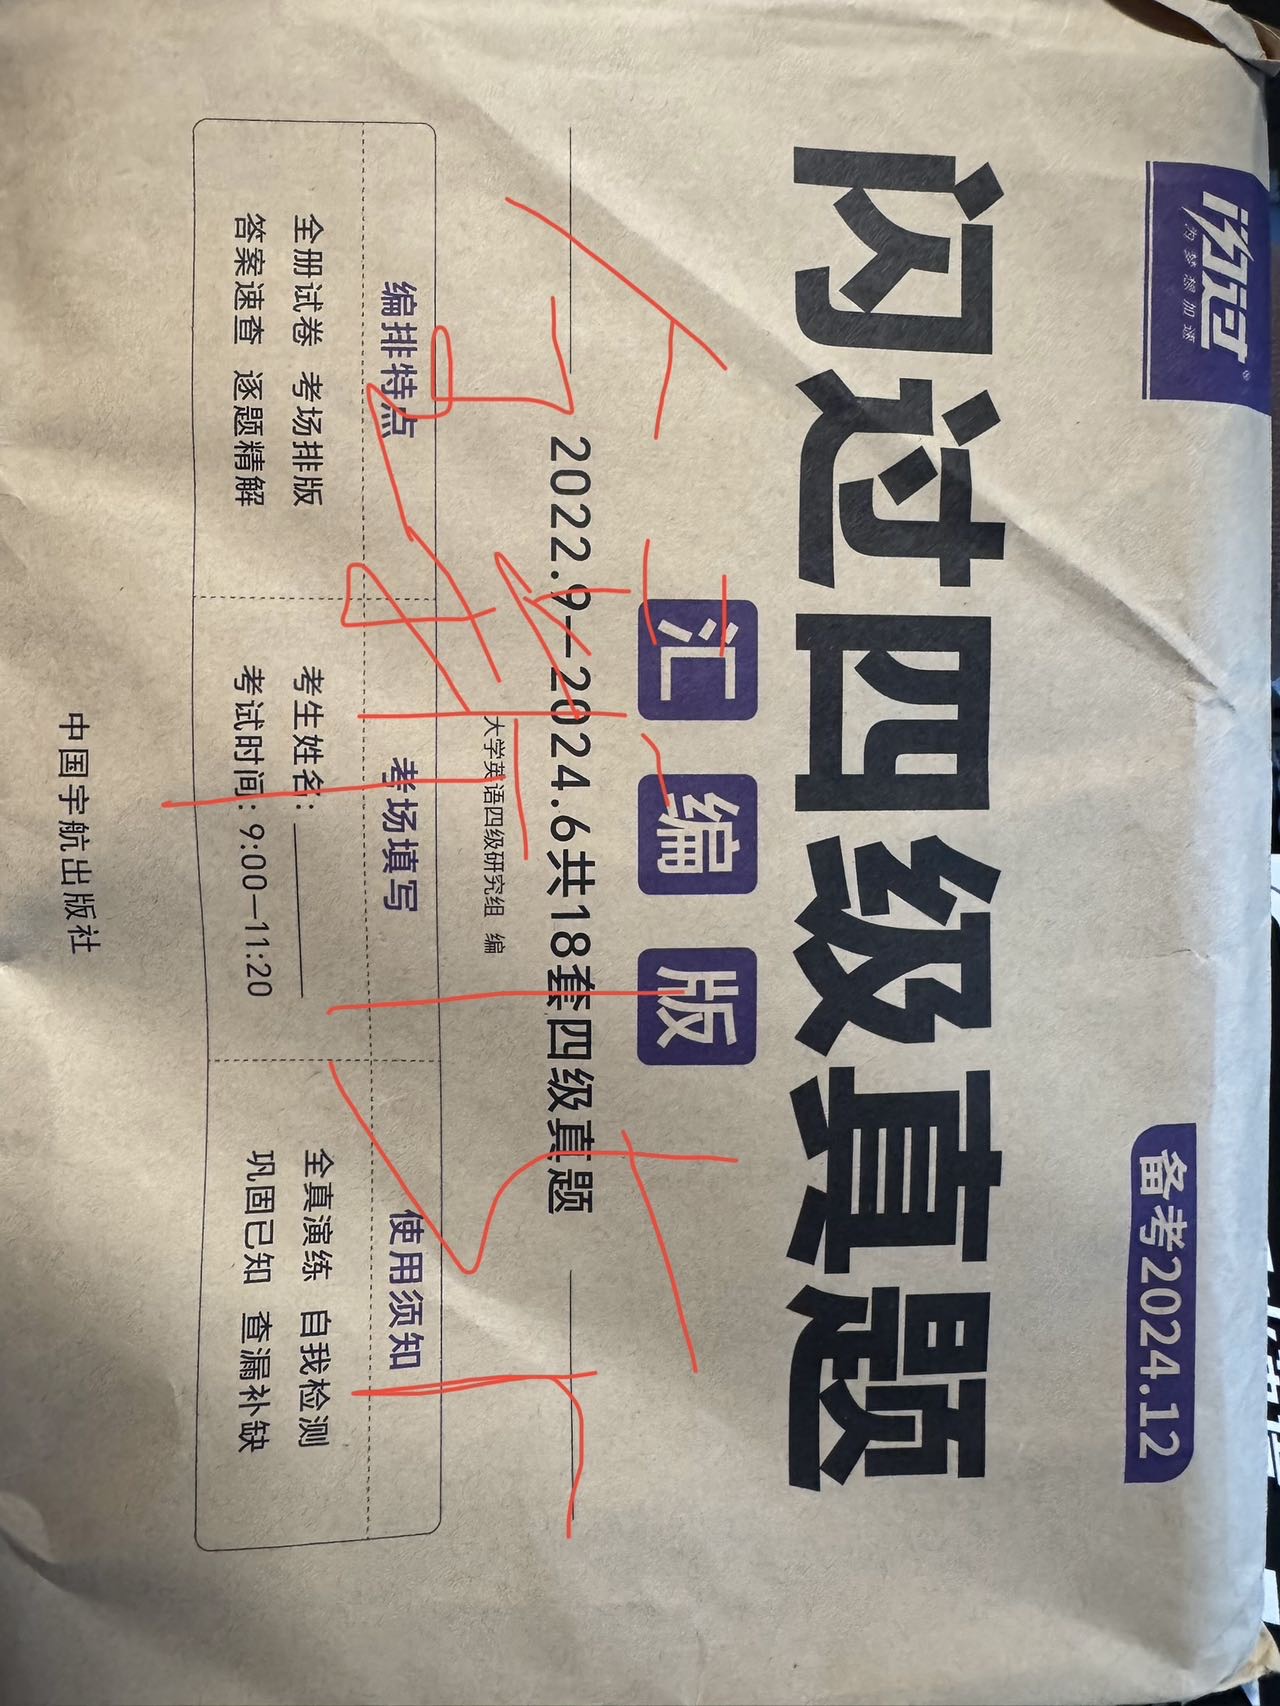 闪过®
为梦想加速
备考2024.12
闪过四级真题
汇编版
2022.9—2024.6共18套四级真题
大学英语四级研究组 编
编排特点
全册试卷 考场排版
答案速查 逐题精解
考场填写
考生姓名：
考试时间：9:00—11:20
使用须知
全真演练 自我检测
巩固已知 查漏补缺
中国宇航出版社